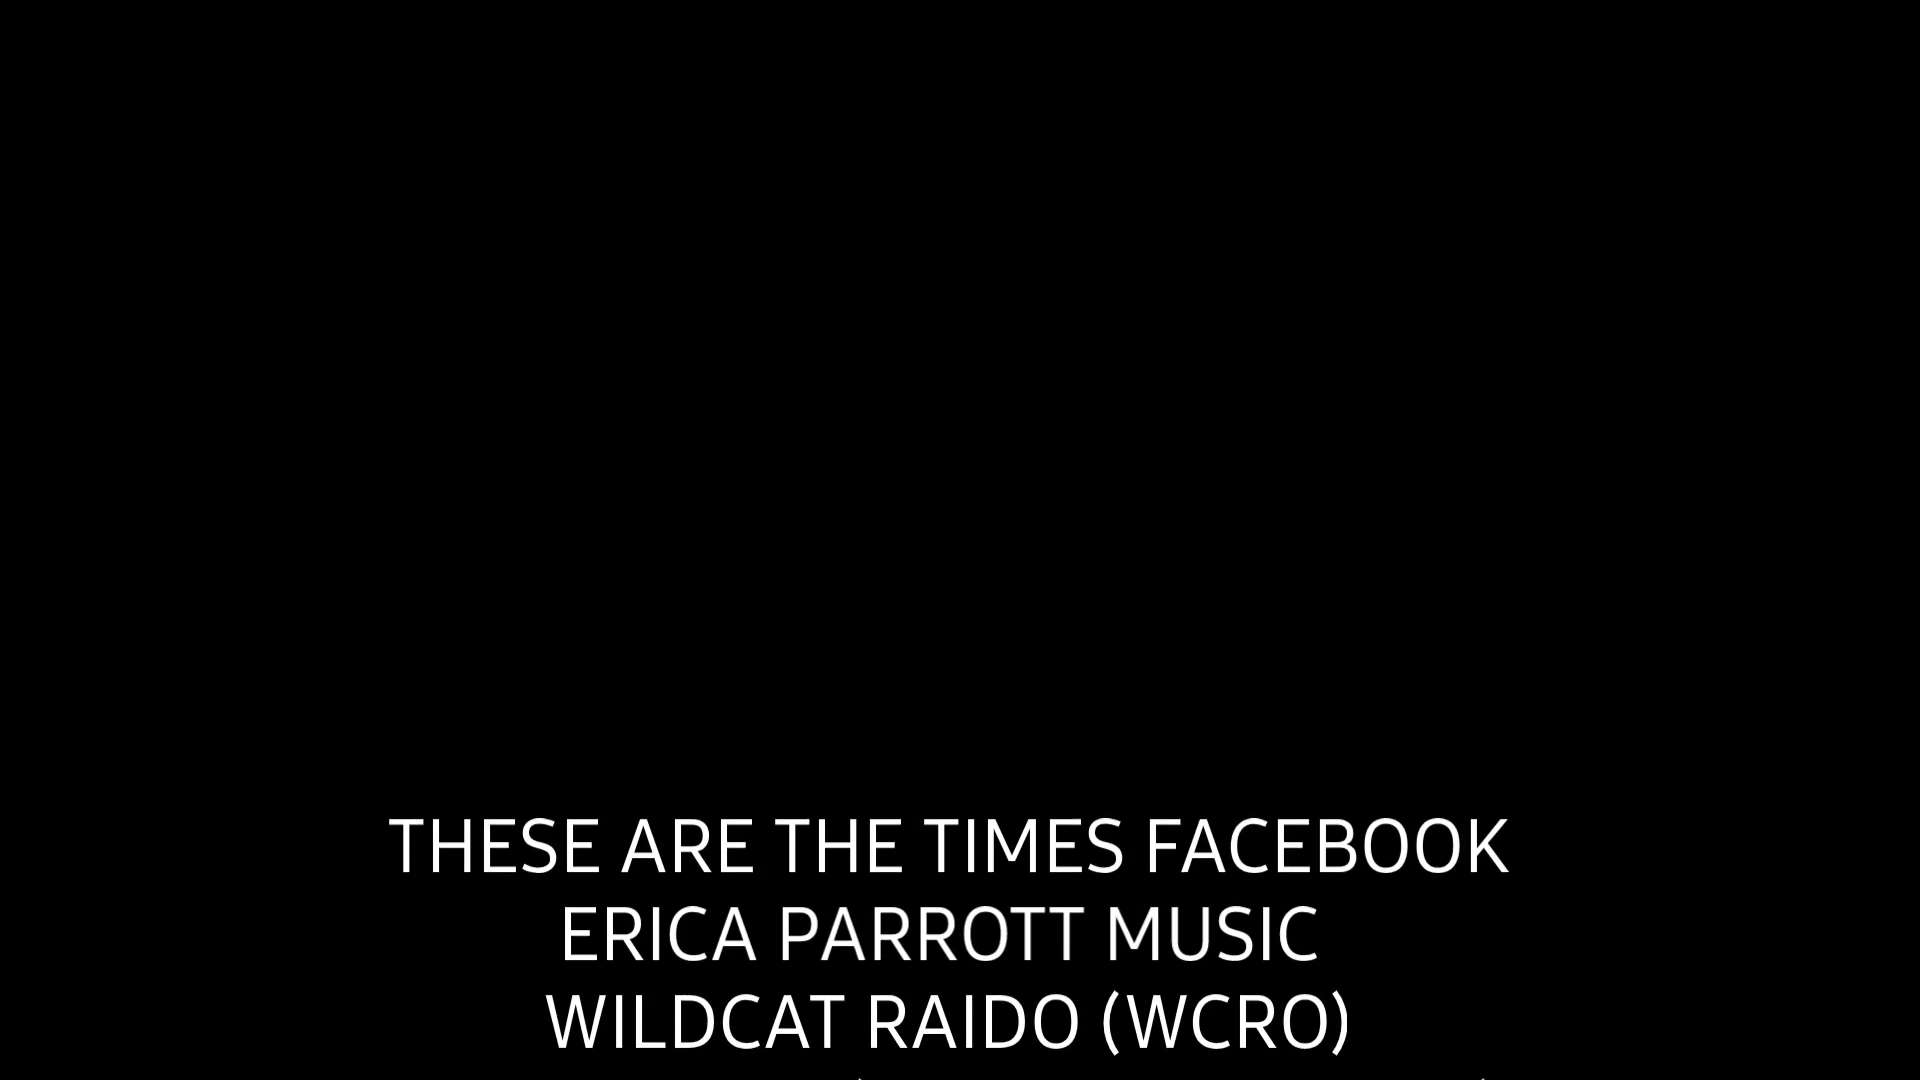 THESE ARE THE TIMES FACEBOOK
ERICA PARROTT MUSIC
WILDCAT RAIDO (WCRO)